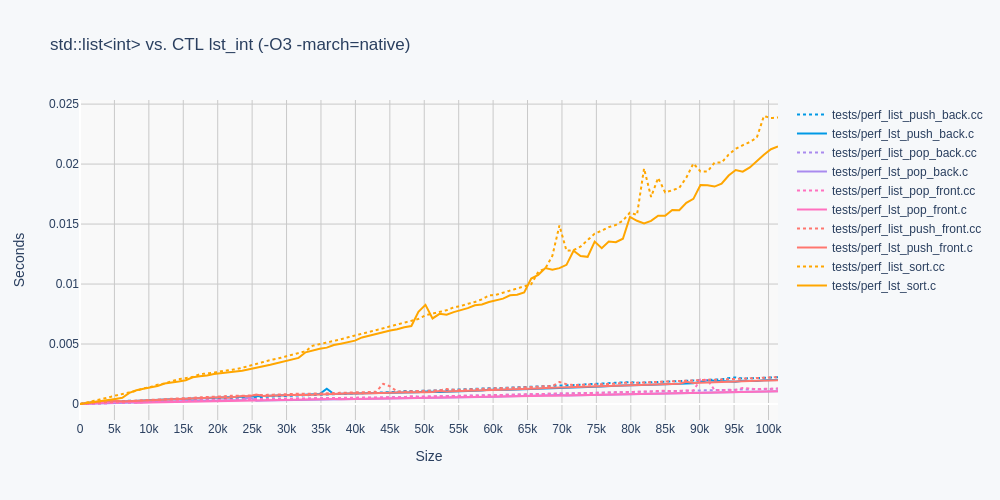 std::list<int> vs. CTL lst_int (-O3 -march=native)
0.025
0.02
0.015
0.01
0.005
0
Seconds
0 5k 10k 15k 20k 25k 30k 35k 40k 45k 50k 55k 60k 65k 70k 75k 80k 85k 90k 95k 100k
Size
tests/perf_list_push_back.cc
tests/perf_lst_push_back.c
tests/perf_list_pop_back.cc
tests/perf_lst_pop_back.c
tests/perf_list_pop_front.cc
tests/perf_lst_pop_front.c
tests/perf_list_push_front.cc
tests/perf_lst_push_front.c
tests/perf_list_sort.cc
tests/perf_lst_sort.c